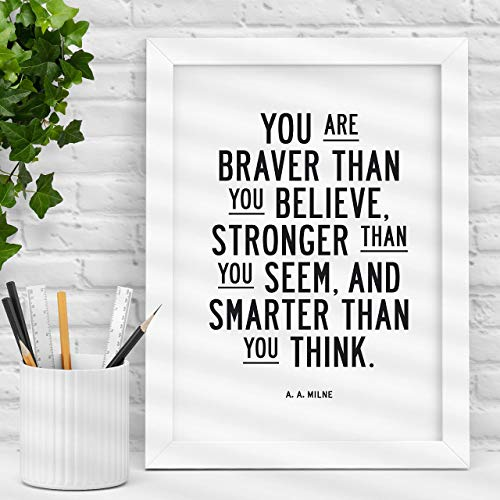 YOU ARE
BRAVER THAN
YOU BELIEVE,
STRONGER THAN
YOU SEEM, AND
SMARTER THAN
YOU THINK.
A. A. MILNE